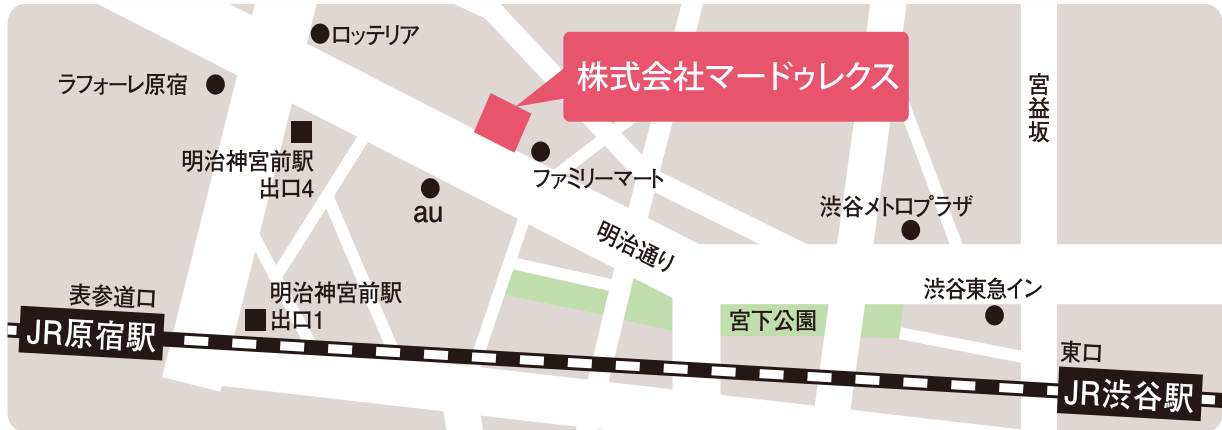 ロッテリア
株式会社マードゥレクス
ラフォーレ原宿
宮益坂
明治神宮前駅
出口4
ファミリーマート
au
渋谷メトロプラザ
明治通り
表参道口
JR原宿駅
明治神宮前駅
出口1
宮下公園
渋谷東急イン
東口
JR渋谷駅